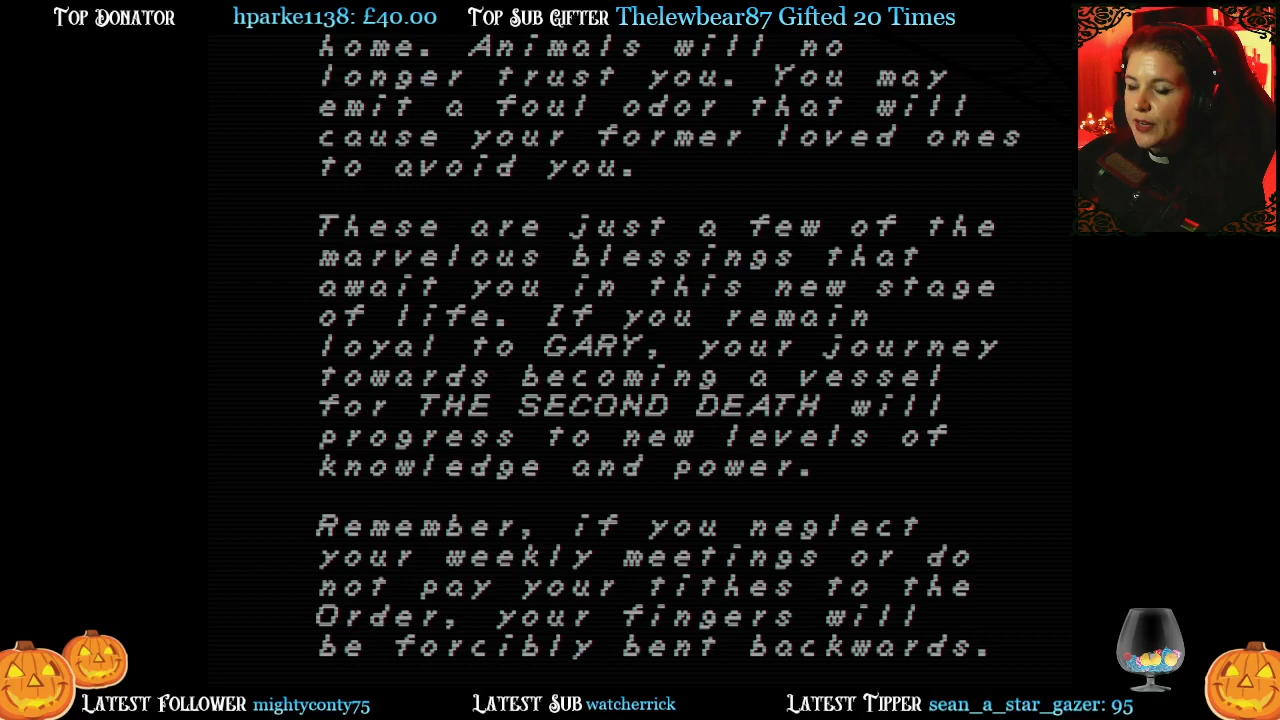 Top Donator hparke1138: £40.00 Top Sub Gifter Thelewbear87 Gifted 20 Times
home. Animals will no
longer trust you. You may
emit a foul odor that will
cause your former loved ones
to avoid you.
These are just a few of the
marvelous blessings that
await you in this new stage
of life. If you remain
loyal to GARY, your journey
towards becoming a vessel
for THE SECOND DEATH will
progress to new levels of
knowledge and power.
Remember, if you neglect
your weekly meetings or do
not pay your tithes to the
Order, your fingers will
be forcibly bent backwards.
Latest Follower mightyconty75 Latest Sub watcherrick Latest Tipper sean_a_star_gazer: 95